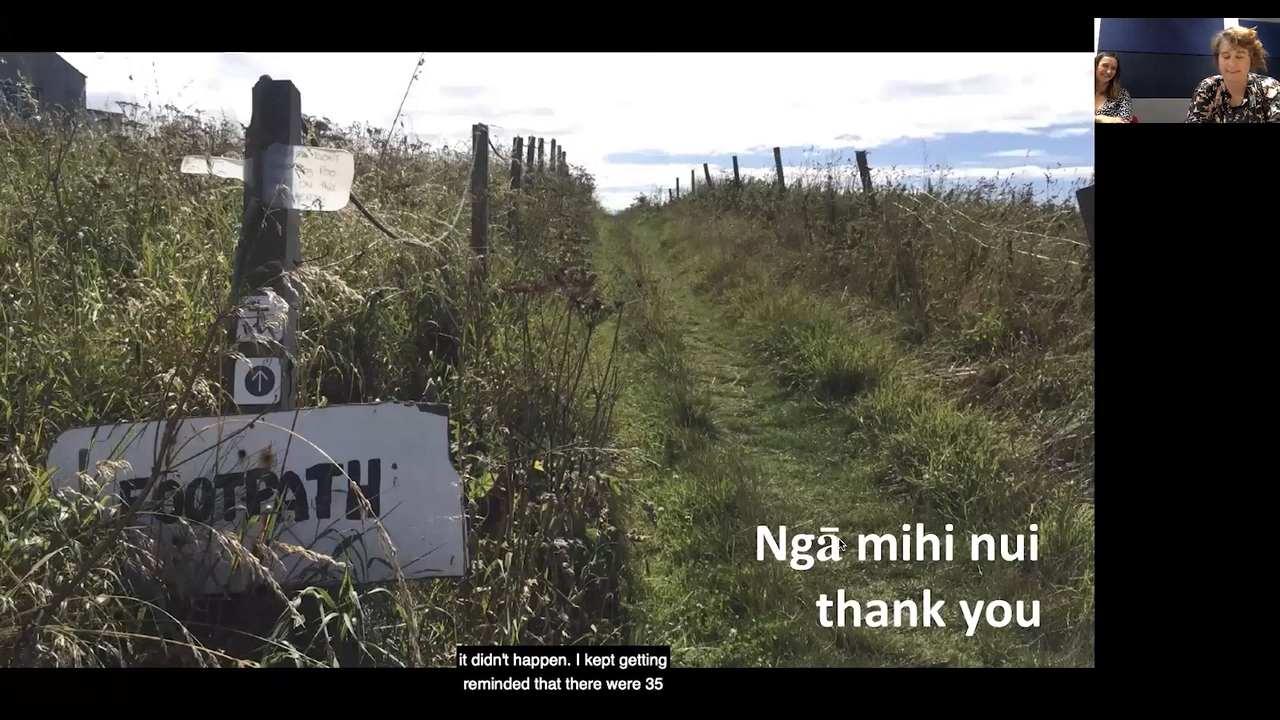 FOOTPATH
Ngā mihi nui
thank you
it didn't happen. I kept getting
reminded that there were 35